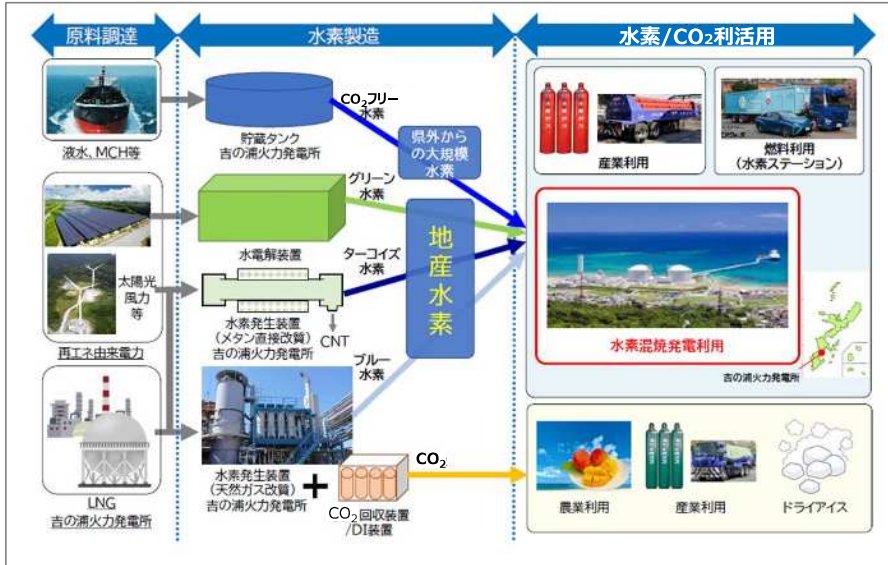 原料調達
水素製造
水素/CO₂利活用
液水、MCH等
貯蔵タンク
吉の浦火力発電所
CO₂フリー
水素
県外から
の大規模
水素
産業利用
燃料利用
(水素ステーション)
太陽光
風力
等
再エネ由来電力
水電解装置
グリーン
水素
水素発生装置
(メタン直接改質)
吉の浦火力発電所
CNT
ターコイズ
水素
地産水素
水素混焼発電利用
吉の浦火力発電所
LNG
吉の浦火力発電所
ブルー
水素
水素発生装置
(天然ガス改質)
吉の浦火力発電所
+
CO₂回収装置
/DI装置
CO₂
農業利用
産業利用
ドライアイス